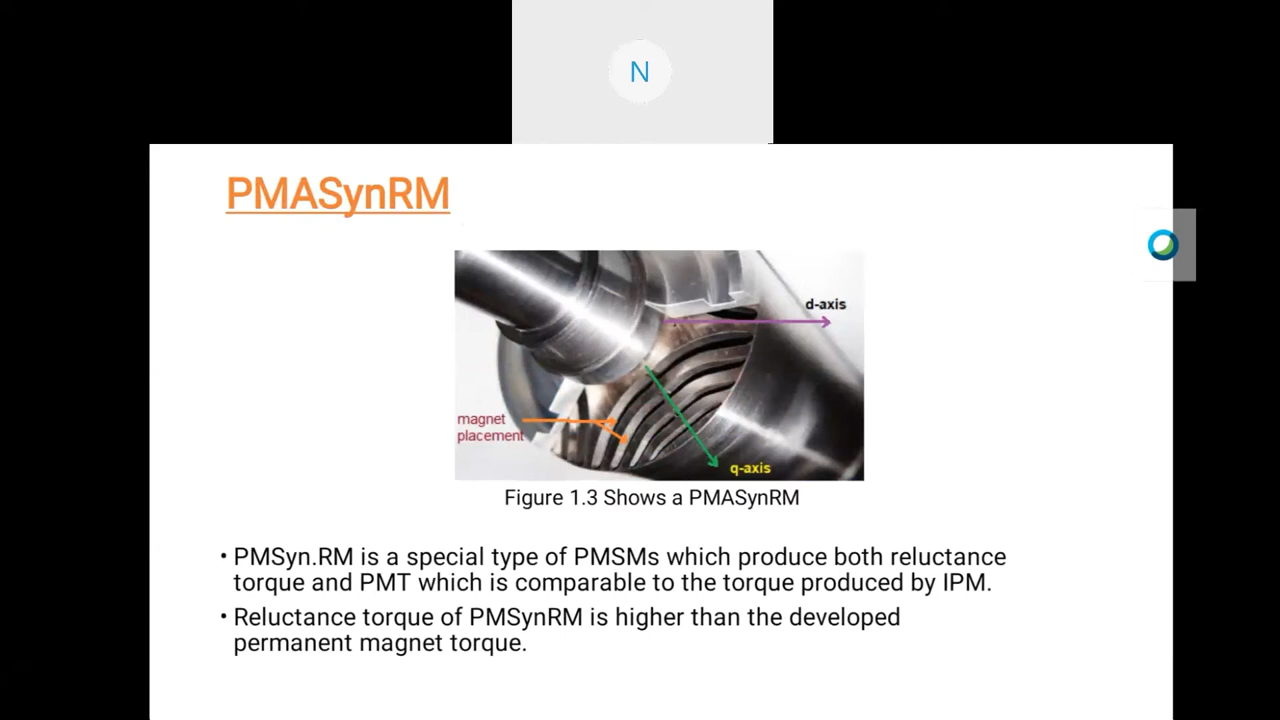 N
PMASynRM
d-axis
magnet
placement
q-axis
Figure 1.3 Shows a PMASynRM
• PMSyn.RM is a special type of PMSMs which produce both reluctance
torque and PMT which is comparable to the torque produced by IPM.
• Reluctance torque of PMSynRM is higher than the developed
permanent magnet torque.